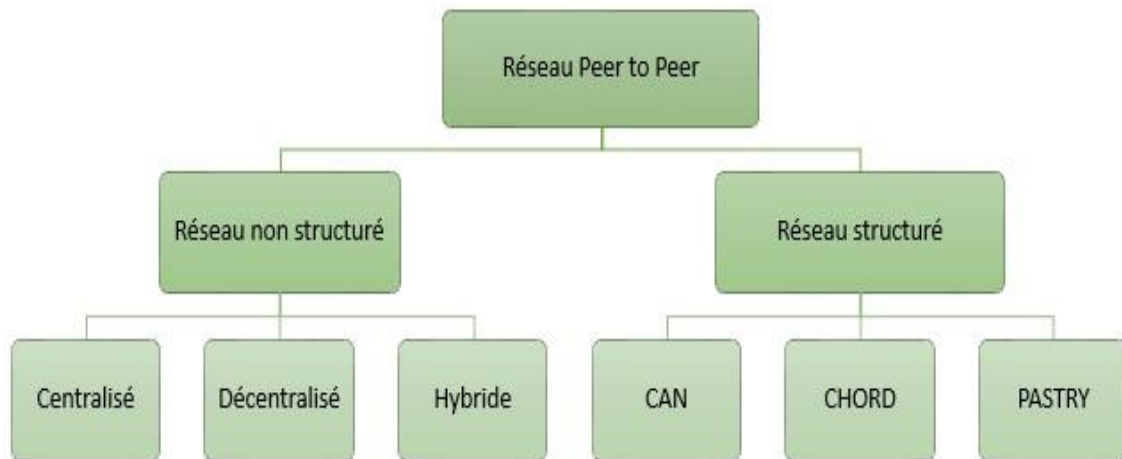 Réseau Peer to Peer
Réseau non structuré
Réseau structuré
Centralisé
Décentralisé
Hybride
CAN
CHORD
PASTRY